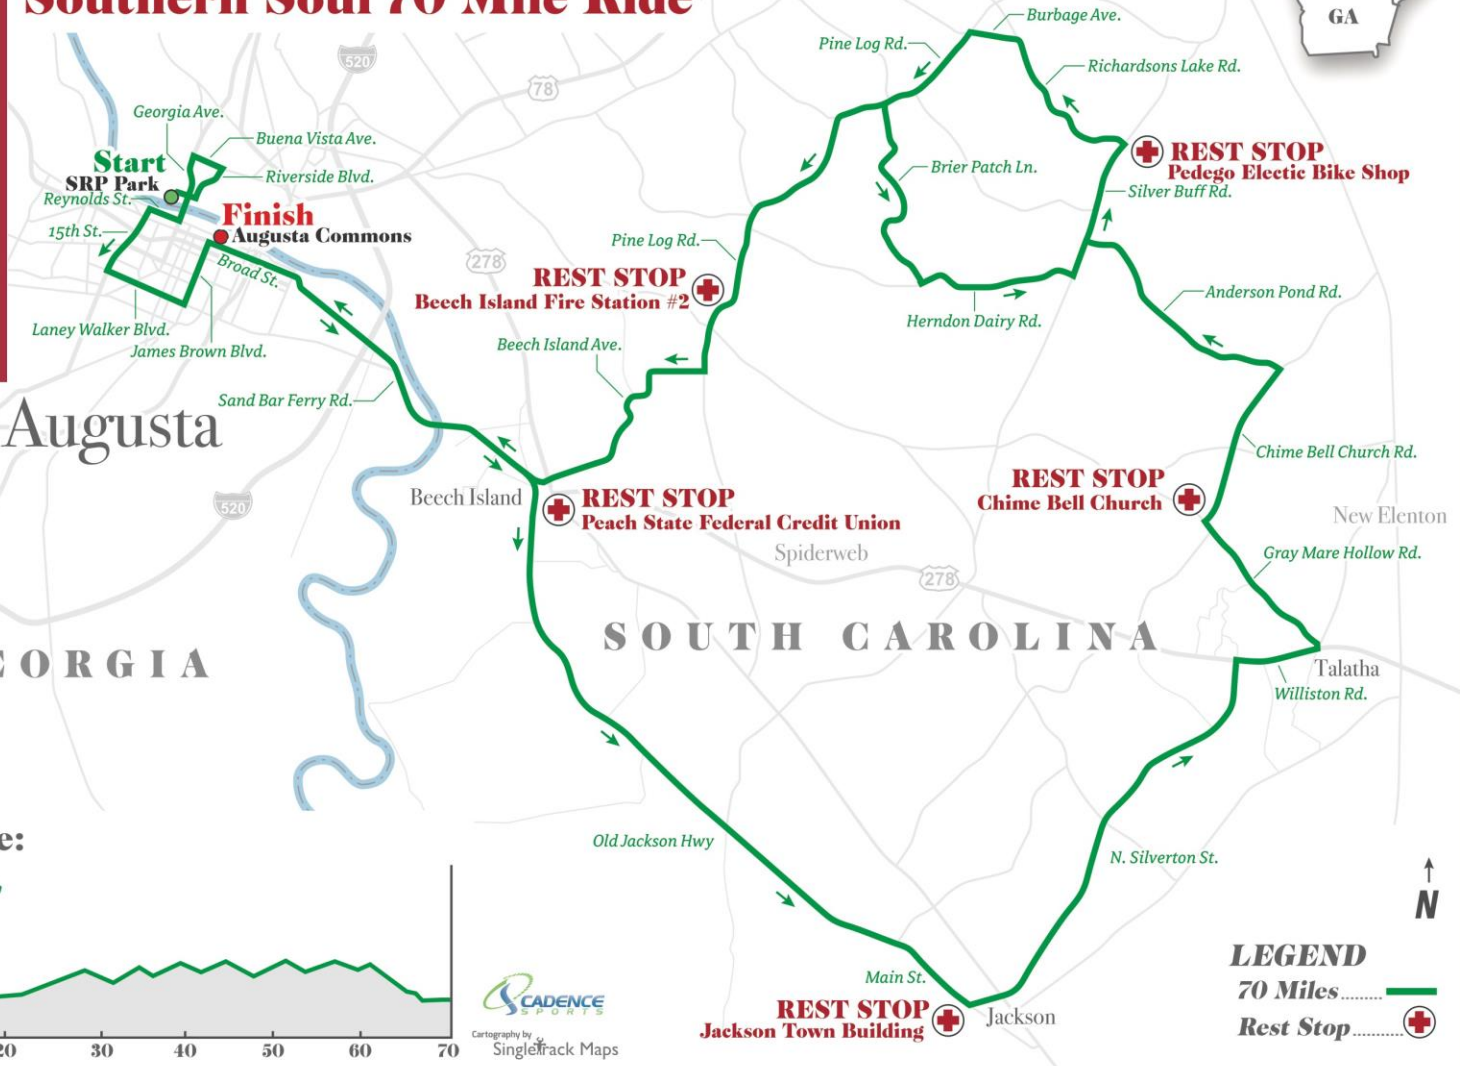 Southern Soul 70 Mile Ride
GA
Burbage Ave.
Pine Log Rd.
Richardsons Lake Rd.
520
78
Georgia Ave.
Buena Vista Ave.
Start
SRP Park
Riverside Blvd.
Reynolds St.
REST STOP
Pedego Electic Bike Shop
Brier Patch Ln.
Silver Buff Rd.
Finish
Augusta Commons
15th St.
Pine Log Rd.
278
Broad St.
REST STOP
Beech Island Fire Station #2
Anderson Pond Rd.
Herndon Dairy Rd.
Laney Walker Blvd.
James Brown Blvd.
Beech Island Ave.
Sand Bar Ferry Rd.
Augusta
Chime Bell Church Rd.
REST STOP
Chime Bell Church
Beech Island
REST STOP
Peach State Federal Credit Union
520
New Elenton
Spiderweb
Gray Mare Hollow Rd.
278
SOUTH CAROLINA
EORGIA
Talatha
Williston Rd.
e:
Old Jackson Hwy
N. Silverton St.
N
LEGEND
70 Miles
Rest Stop
Main St.
REST STOP
Jackson Town Building
Jackson
CADENCE
SPORTS
Cartography by
SingleTrack Maps
20 30 40 50 60 70